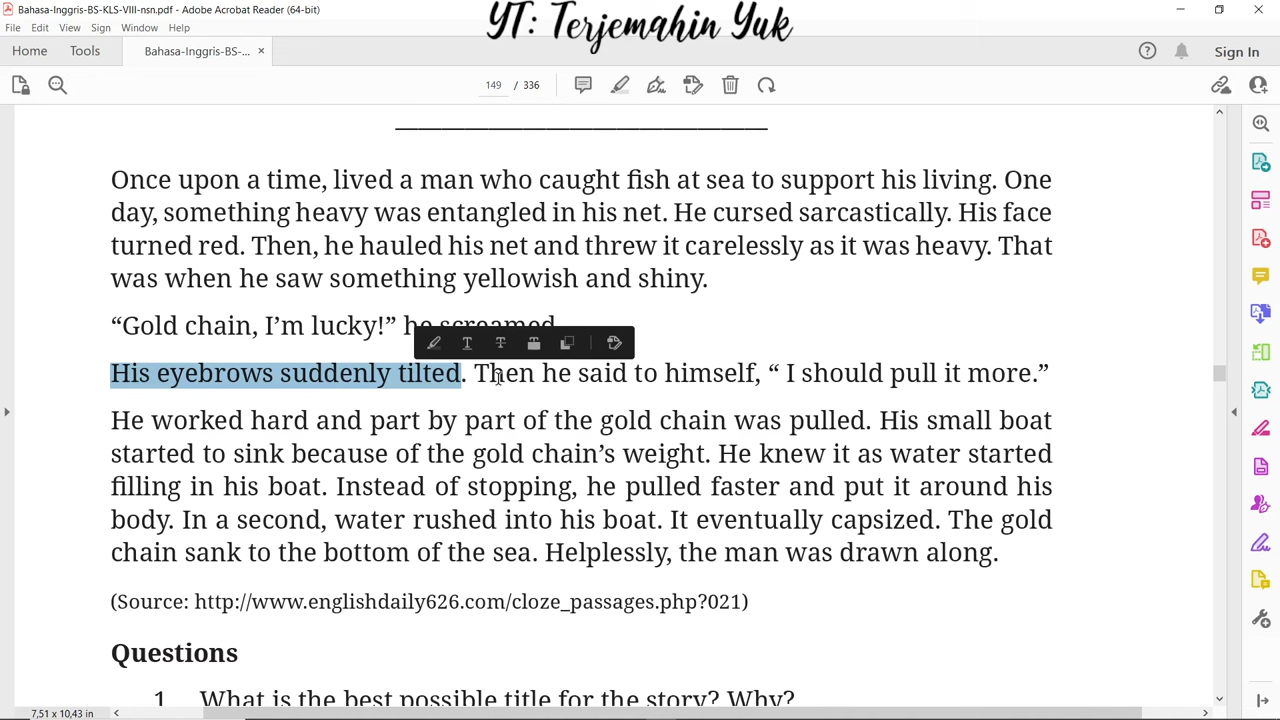 Bahasa-Inggris-BS-KLS-VIII-nsn.pdf - Adobe Acrobat Reader (64-bit)
YT: Terjemahin Yuk
File Edit View Sign Window Help
Home Tools Bahasa-Inggris-BS-... × Sign In
149 / 336
Once upon a time, lived a man who caught fish at sea to support his living. One
day, something heavy was entangled in his net. He cursed sarcastically. His face
turned red. Then, he hauled his net and threw it carelessly as it was heavy. That
was when he saw something yellowish and shiny.
“Gold chain, I’m lucky!” he screamed.
His eyebrows suddenly tilted. Then he said to himself, “ I should pull it more.”
He worked hard and part by part of the gold chain was pulled. His small boat
started to sink because of the gold chain’s weight. He knew it as water started
filling in his boat. Instead of stopping, he pulled faster and put it around his
body. In a second, water rushed into his boat. It eventually capsized. The gold
chain sank to the bottom of the sea. Helplessly, the man was drawn along.
(Source: http://www.englishdaily626.com/cloze_passages.php?021)
Questions
1 What is the best possible title for the story? Why?
7,51 x 10,43 in